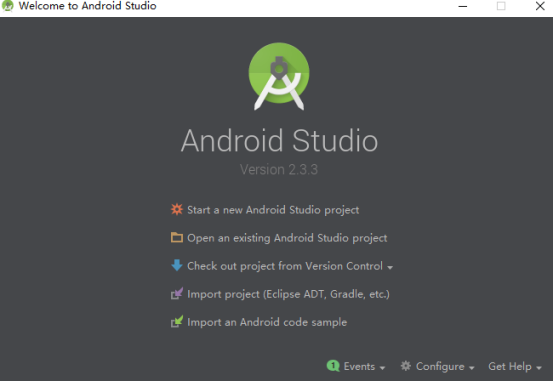 Welcome to Android Studio
Android Studio
Version 2.3.3
Start a new Android Studio project
Open an existing Android Studio project
Check out project from Version Control
Import project (Eclipse ADT, Gradle, etc.)
Import an Android code sample
1 Events Configure Get Help